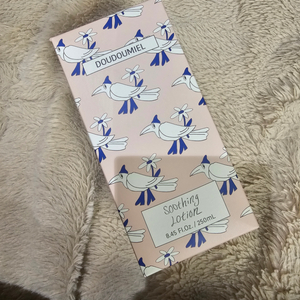 DOUDOUMIEL
Soothing
Lotion
8.45 Fl.Oz. / 250mL